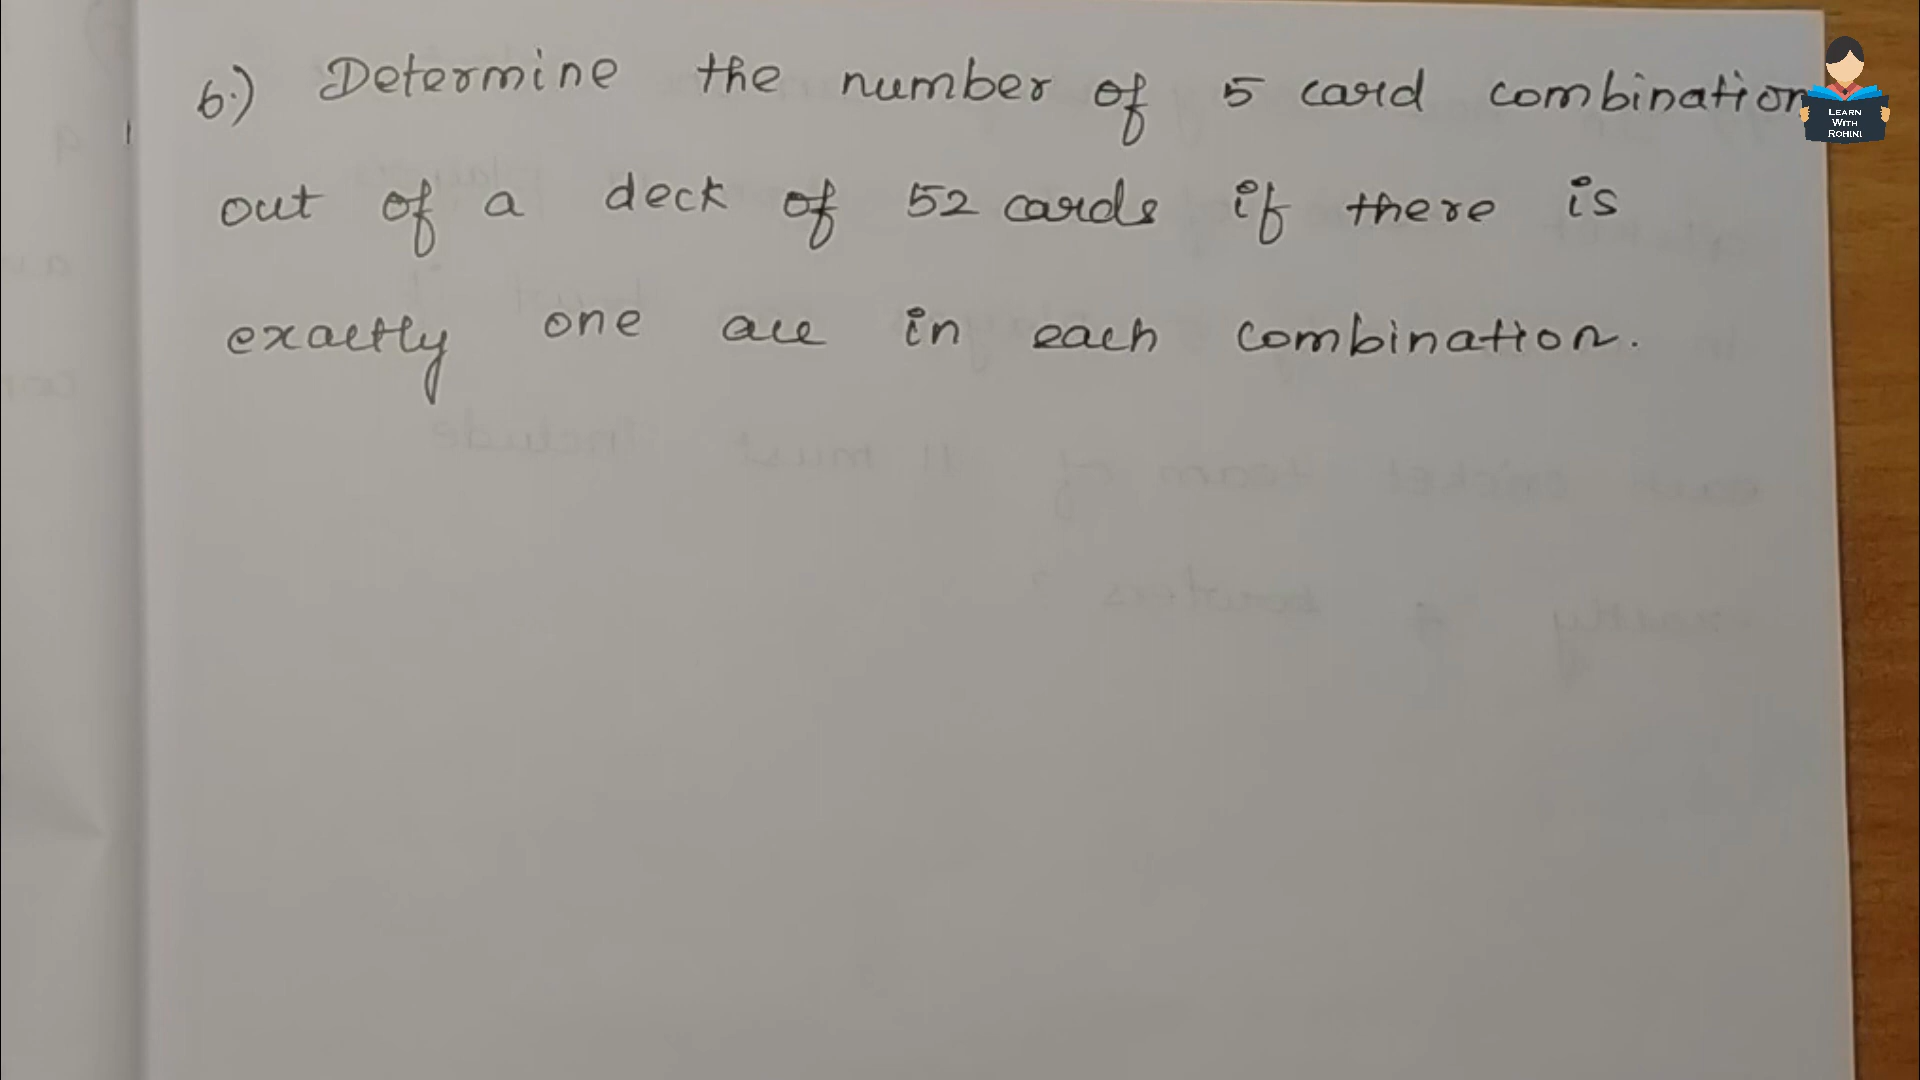 6.) Determine the number of 5 card combination
out of a deck of 52 cards if there is
exactly one ace in each combination.
LEARN
WITH
ROHINI